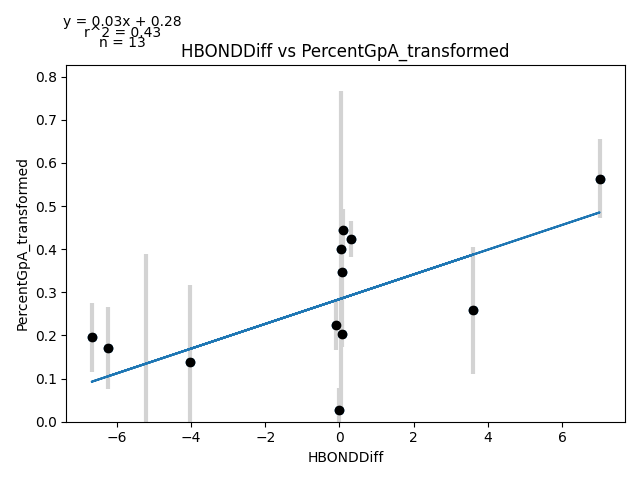 y = 0.03x + 0.28
r^2 = 0.43
n = 13
HBONDDiff vs PercentGpA_transformed
PercentGpA_transformed
0.8
0.7
0.6
0.5
0.4
0.3
0.2
0.1
0.0
−6
−4
−2
0
2
4
6
HBONDDiff